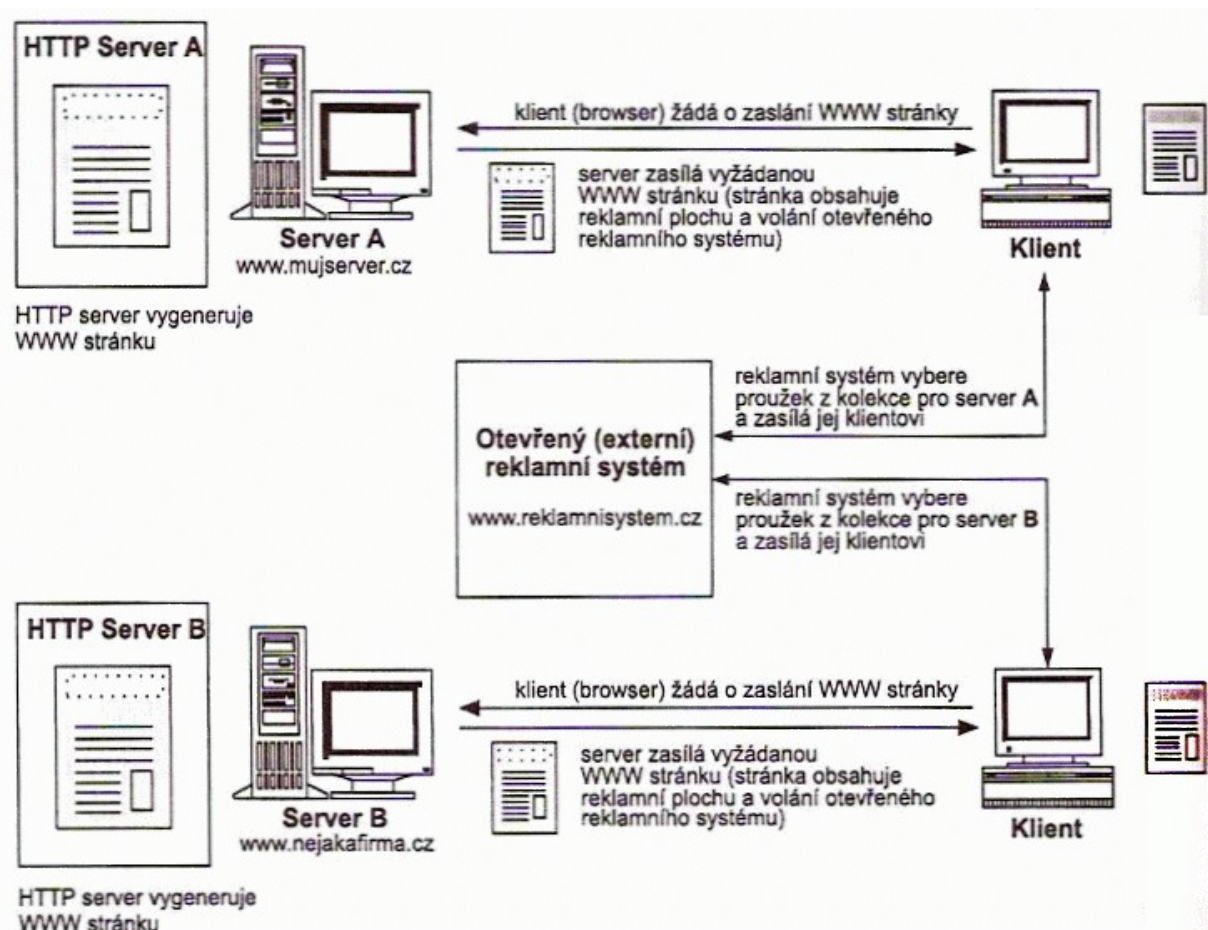 HTTP Server A
klient (browser) žádá o zaslání WWW stránky
server zasílá vyžádanou
WWW stránku (stránka obsahuje
reklamní plochu a volání otevřeného
reklamního systému)
Server A
www.mujserver.cz
Klient
HTTP server vygeneruje
WWW stránku
reklamní systém vybere
proužek z kolekce pro server A
a zasílá jej klientovi
Otevřený (externí)
reklamní systém
www.reklamnisystem.cz
reklamní systém vybere
proužek z kolekce pro server B
a zasílá jej klientovi
HTTP Server B
klient (browser) žádá o zaslání WWW stránky
server zasílá vyžádanou
WWW stránku (stránka obsahuje
reklamní plochu a volání otevřeného
reklamního systému)
Server B
www.nejakafirma.cz
Klient
HTTP server vygeneruje
WWW stránku